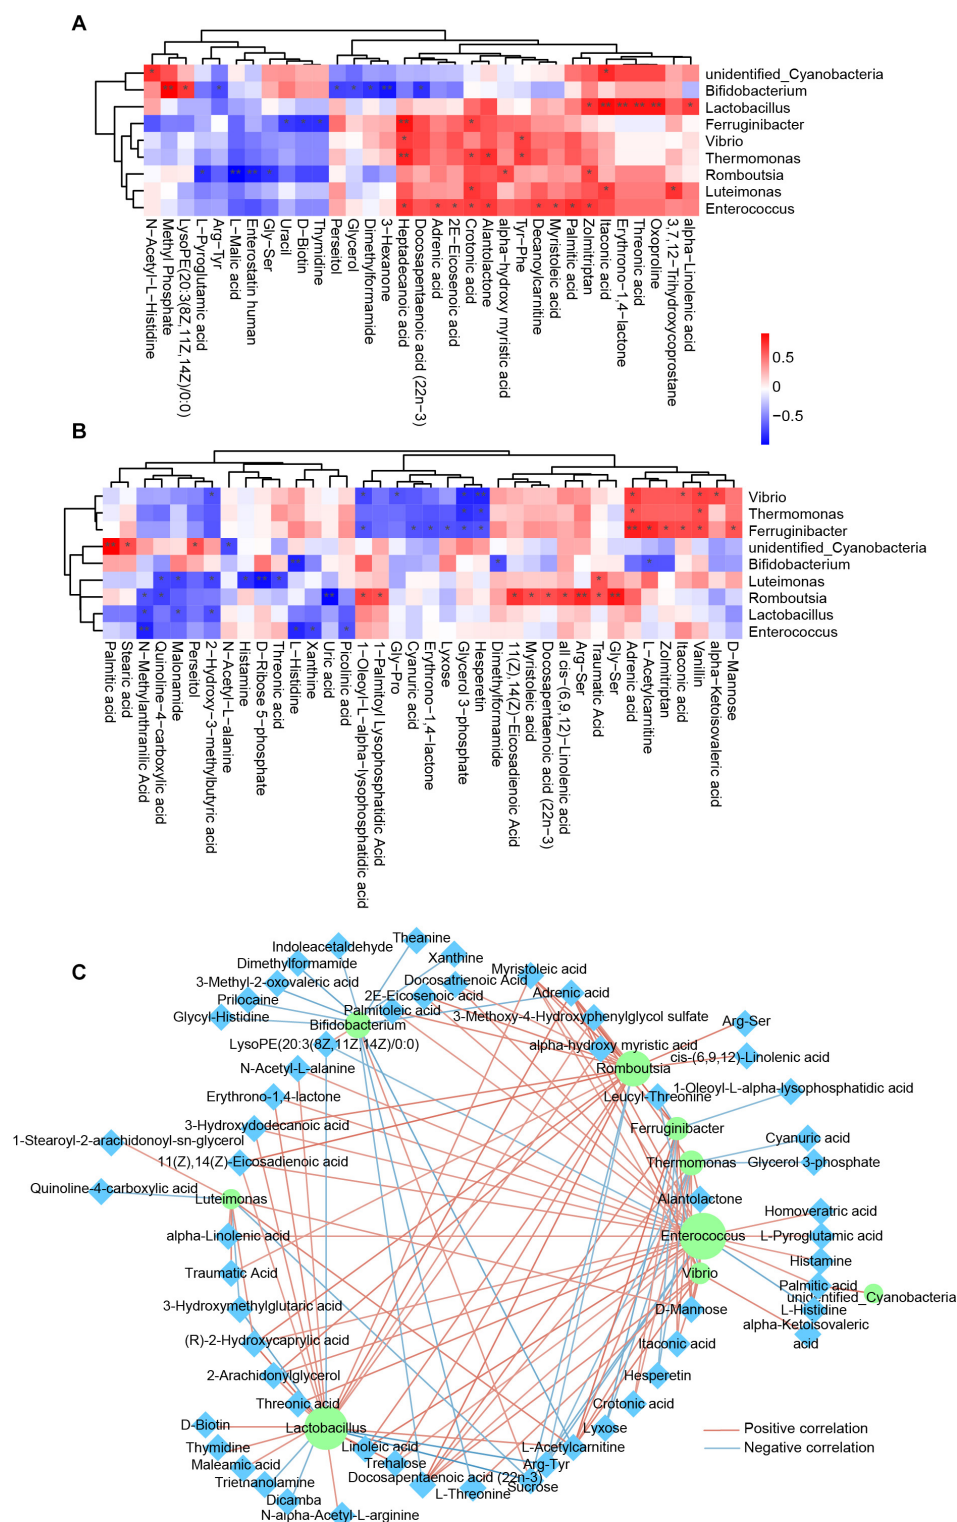 A
unidentified_Cyanobacteria
Bifidobacterium
Lactobacillus
Ferruginibacter
Vibrio
Thermomonas
Romboutsia
Luteimonas
Enterococcus
N-Acetyl-L-Histidine
Methyl Phosphate
LysoPE(20:3(8Z,11Z,14Z)/0:0)
L-Pyroglutamic acid
Arg-Tyr
L-Malic acid
Enterostatin human
Gly-Ser
Uracil
D-Biotin
Thymidine
Perseitol
Glycerol
Dimethylformamide
3-Hexanone
Heptadecanoic acid
Docosapentaenoic acid (22n-3)
Adrenic acid
2E-Eicosenoic acid
Crotonic acid
Alantolactone
alpha-hydroxy myristic acid
Tyr-Phe
Decanoylcarnitine
Myristoleic acid
Palmitic acid
Zolmitriptan
Itaconic acid
Erythrono-1,4-lactone
Threonic acid
Oxoproline
3,7,12-Trihydroxycoprostane
alpha-Linolenic acid
0.5
0
-0.5
B
Vibrio
Thermomonas
Ferruginibacter
unidentified_Cyanobacteria
Bifidobacterium
Luteimonas
Romboutsia
Lactobacillus
Enterococcus
Palmitic acid
Stearic acid
N-Methylanthranilic Acid
Quinoline-4-carboxylic acid
Malonamide
Perseitol
2-Hydroxy-3-methylbutyric acid
N-Acetyl-L-alanine
Histamine
D-Ribose 5-phosphate
Threonic acid
L-Histidine
Xanthine
Uric acid
Picolinic acid
1-Oleoyl-L-alpha-lysophosphatidic acid
1-Palmitoyl Lysophosphatidic Acid
Gly-Pro
Cyanuric acid
Erythrono-1,4-lactone
Lyxose
Glycerol 3-phosphate
Hesperetin
Dimethylformamide
11(Z),14(Z)-Eicosadienoic Acid
Myristoleic acid
Docosapentaenoic acid (22n-3)
all cis-(6,9,12)-Linolenic acid
Arg-Ser
Traumatic Acid
Gly-Ser
Adrenic acid
L-Acetylcarnitine
Zolmitriptan
Itaconic acid
Vanillin
alpha-Ketoisovaleric acid
D-Mannose
C
Theanine
Indoleacetaldehyde
Xanthine
Dimethylformamide
Myristoleic acid
3-Methyl-2-oxovaleric acid
Docosatrienoic Acid
Adrenic acid
Prilocaine
2E-Eicosenoic acid
Palmitoleic acid
Glycyl-Histidine
3-Methoxy-4-Hydroxyphenylglycol sulfate
Arg-Ser
Bifidobacterium
LysoPE(20:3(8Z,11Z,14Z)/0:0)
alpha-hydroxy myristic acid
cis-(6,9,12)-Linolenic acid
N-Acetyl-L-alanine
Romboutsia
1-Oleoyl-L-alpha-lysophosphatidic acid
Erythrono-1,4-lactone
Leucyl-Threonine
3-Hydroxydodecanoic acid
Ferruginibacter
1-Stearoyl-2-arachidonoyl-sn-glycerol
Cyanuric acid
11(Z),14(Z)-Eicosadienoic acid
Thermomonas
Glycerol 3-phosphate
Quinoline-4-carboxylic acid
Luteimonas
Alantolactone
Homoveratric acid
alpha-Linolenic acid
Enterococcus
L-Pyroglutamic acid
Histamine
Traumatic Acid
Vibrio
Palmitic acid
unidentified_Cyanobacteria
3-Hydroxymethylglutaric acid
D-Mannose
L-Histidine
alpha-Ketoisovaleric
acid
(R)-2-Hydroxycaprylic acid
Itaconic acid
2-Arachidonylglycerol
Hesperetin
Threonic acid
Crotonic acid
D-Biotin
Lactobacillus
Lyxose
Positive correlation
Thymidine
Linoleic acid
L-Acetylcarnitine
Negative correlation
Maleamic acid
Trehalose
Arg-Tyr
Trietnanolamine
Docosapentaenoic acid (22n-3)
Sucrose
Dicamba
L-Threonine
N-alpha-Acetyl-L-arginine